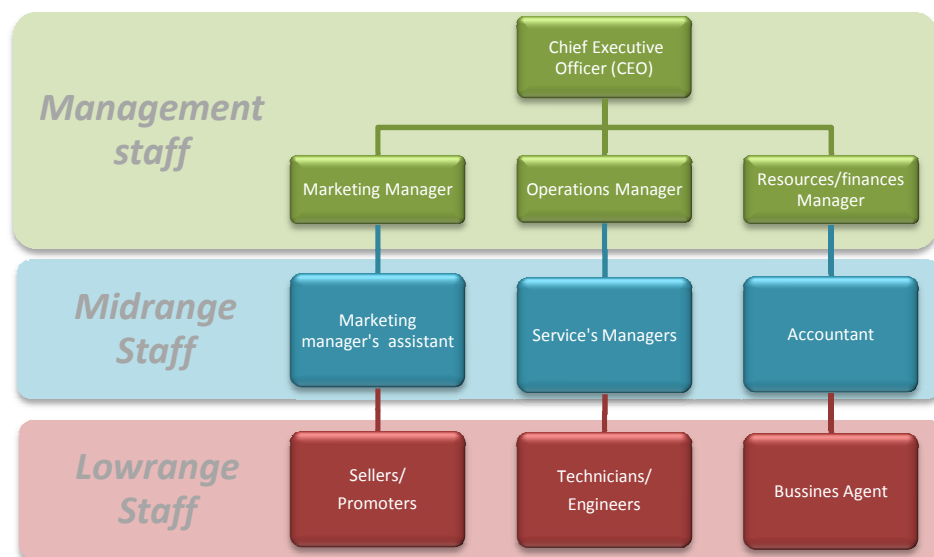 Chief Executive
Officer (CEO)
Management
staff
Marketing Manager
Operations Manager
Resources/finances
Manager
Midrange
Staff
Marketing
manager's assistant
Service's Managers
Accountant
Lowrange
Staff
Sellers/
Promoters
Technicians/
Engineers
Bussines Agent